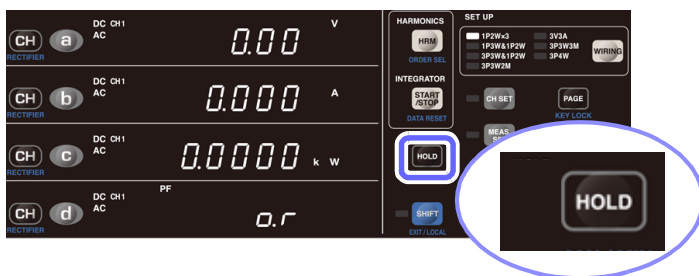 DC CH1
AC
CH
a
RECTIFIER
0.00
V
DC CH1
AC
CH
b
RECTIFIER
0.000
A
DC CH1
AC
CH
c
RECTIFIER
0.0000
k W
DC CH1
AC
PF
CH
d
RECTIFIER
o.r
HARMONICS
HRM
ORDER SEL
INTEGRATOR
START
/STOP
DATA RESET
HOLD
SHIFT
EXIT / LOCAL
SET UP
1P2W×3 3V3A
1P3W&1P2W 3P3W3M
3P3W&1P2W 3P4W
3P3W2M
WIRING
CH SET
PAGE
KEY LOCK
MEAS
HOLD